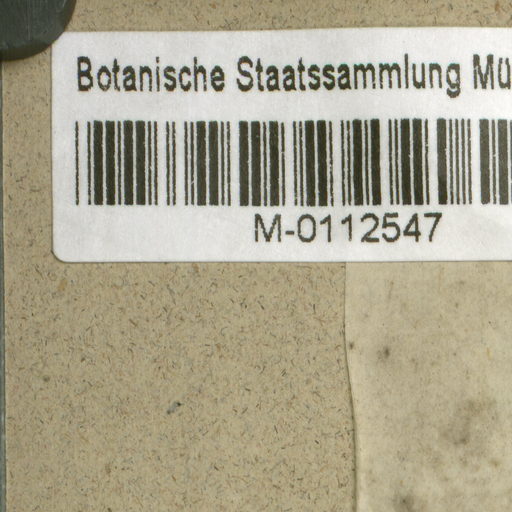 Botanische Staatssammlung Mü
M-0112547